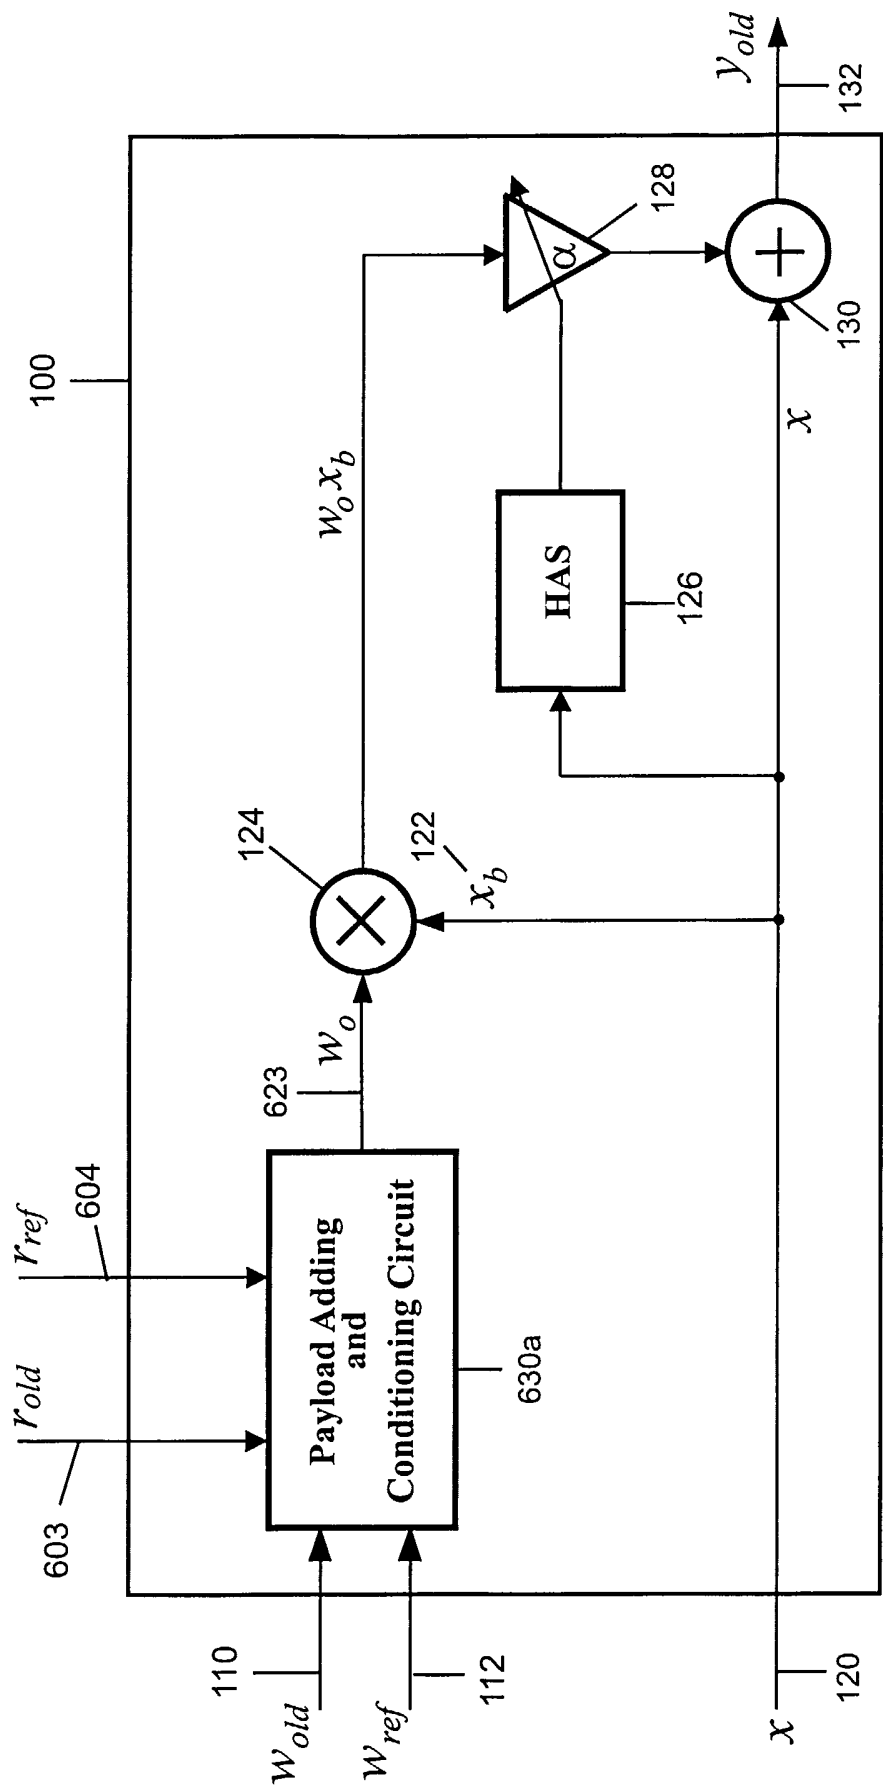 100
r_old
603
r_ref
604
w_old
110
w_ref
112
x
120
Payload Adding
and
Conditioning Circuit
630a
623
w_o
124
122
x_b
w_o x_b
HAS
126
α
128
x
130
y_old
132